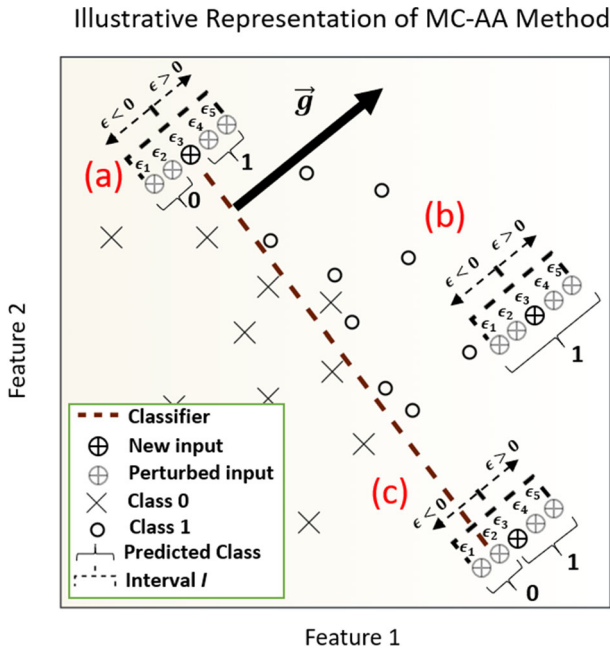 Illustrative Representation of MC-AA Method
ϵ < 0 ϵ > 0
g
(a)
ϵ1 ϵ2 ϵ3 ϵ4 ϵ5
0 1
(b)
ϵ < 0 ϵ > 0
ϵ1 ϵ2 ϵ3 ϵ4 ϵ5
1
(c)
ϵ < 0 ϵ > 0
ϵ1 ϵ2 ϵ3 ϵ4 ϵ5
0 1
Classifier
New input
Perturbed input
Class 0
Class 1
Predicted Class
Interval I
Feature 2
Feature 1